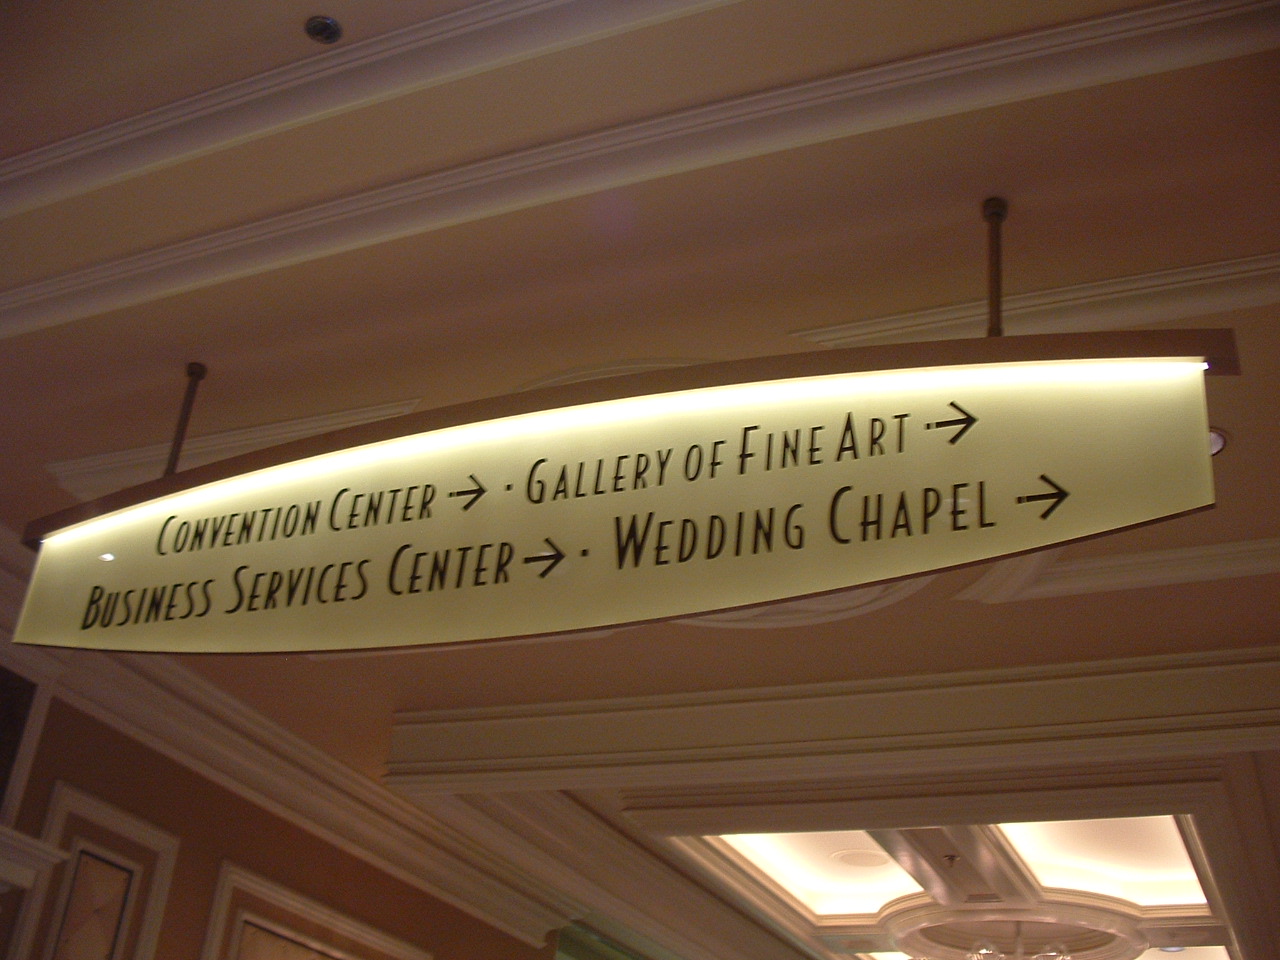 CONVENTION CENTER → · GALLERY OF FINE ART →
BUSINESS SERVICES CENTER → · WEDDING CHAPEL →